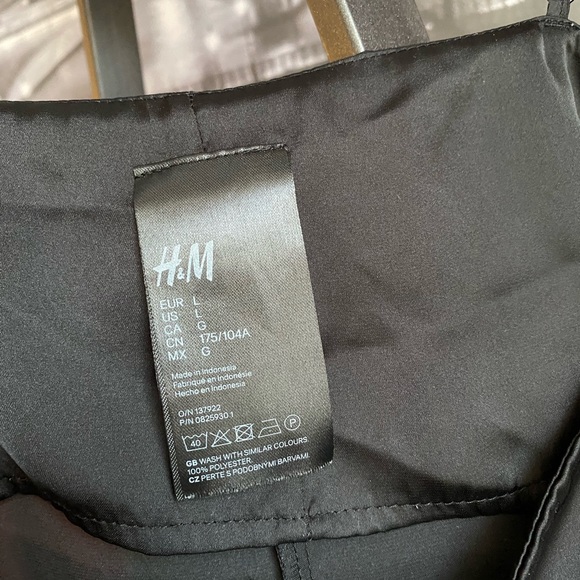 H&M
EUR L
US L
CA G
CN 175/104A
MX G
Made in Indonesia
Fabriqué en Indonésie
Hecho en Indonesia
O/N 137922
P/N 0825930 1
40 P
GB WASH WITH SIMILAR COLOURS.
100% POLYESTER.
CZ PERTE S PODOBNÝMI BARVAMI.